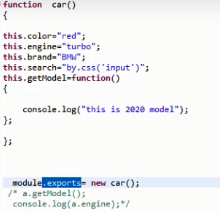 function  car()
{
this.color="red";
this.engine="turbo";
this.brand="BMW";
this.search="by.css('input')";
this.getModel=function()
{
console.log("this is 2020 model");
};
};
module.exports= new car();
/* a.getModel();
console.log(a.engine);*/